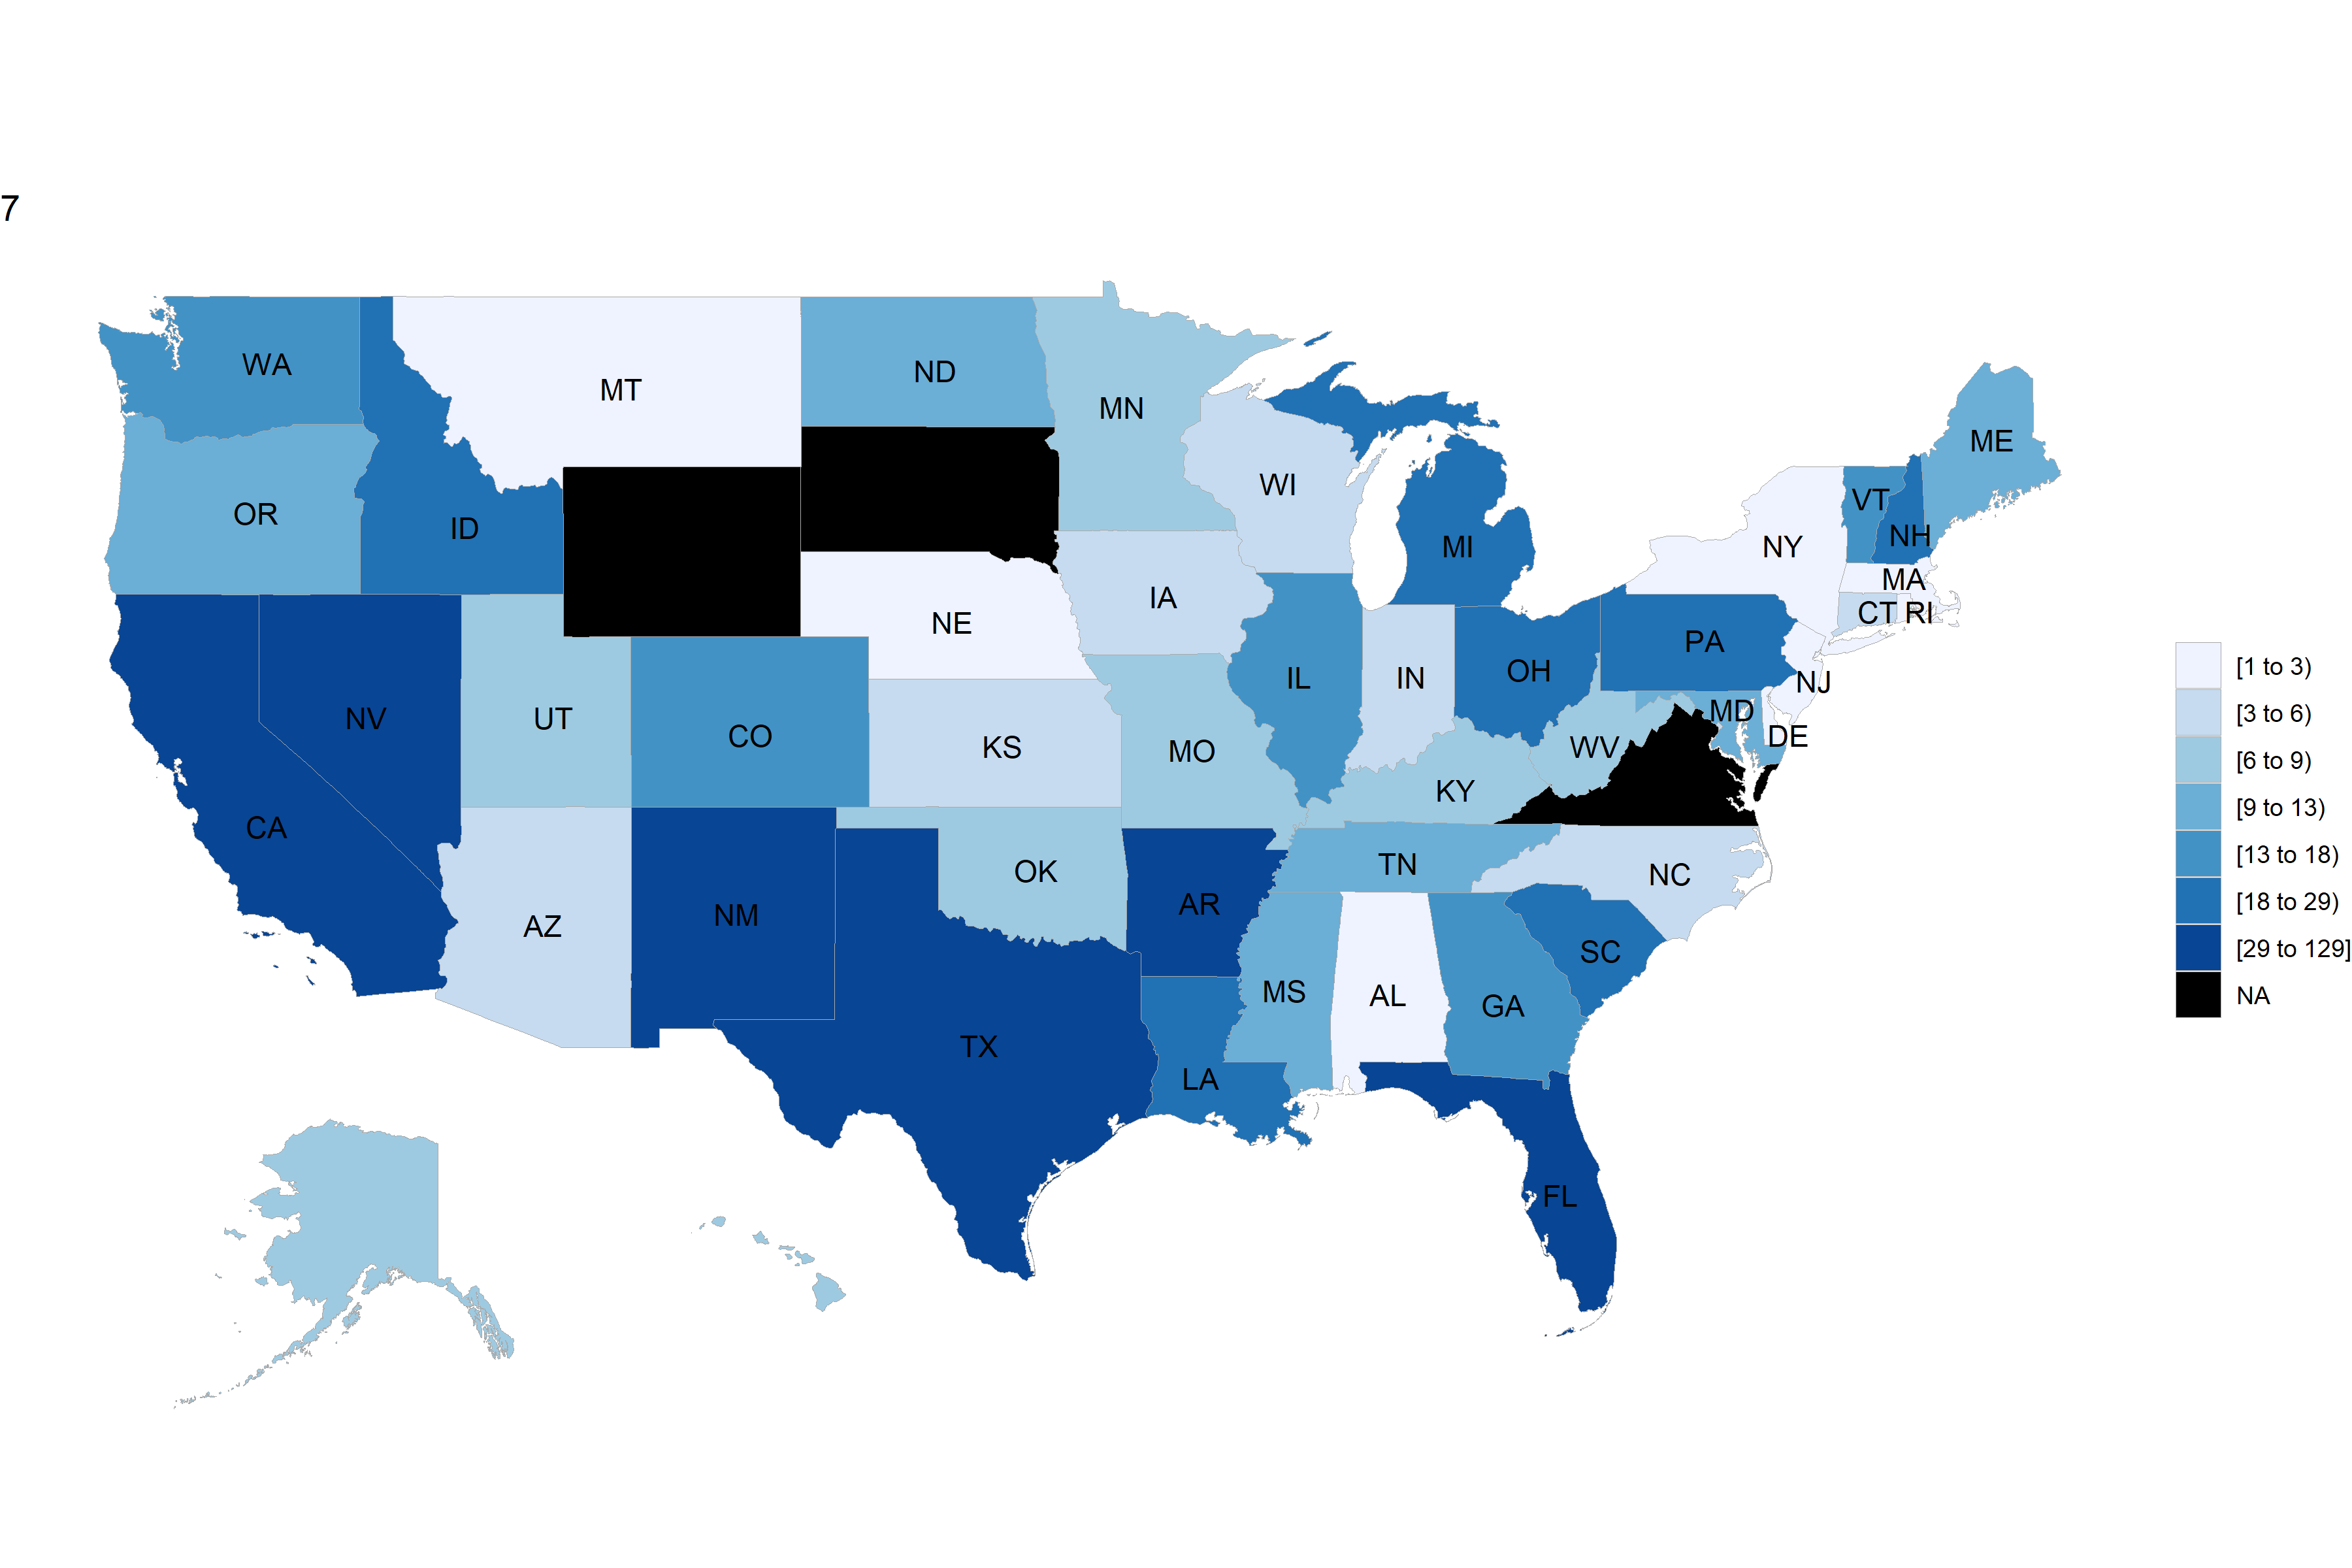 7
WA
MT
ND
MN
ME
OR
ID
WI
VT
NH
MI
NY
MA
IA
CT RI
NE
PA
OH
IL
IN
NJ
NV
UT
CO
KS
MO
WV
MD
DE
KY
CA
OK
TN
NC
AZ
NM
AR
SC
MS
AL
GA
TX
LA
FL
[1 to 3)
[3 to 6)
[6 to 9)
[9 to 13)
[13 to 18)
[18 to 29)
[29 to 129]
NA